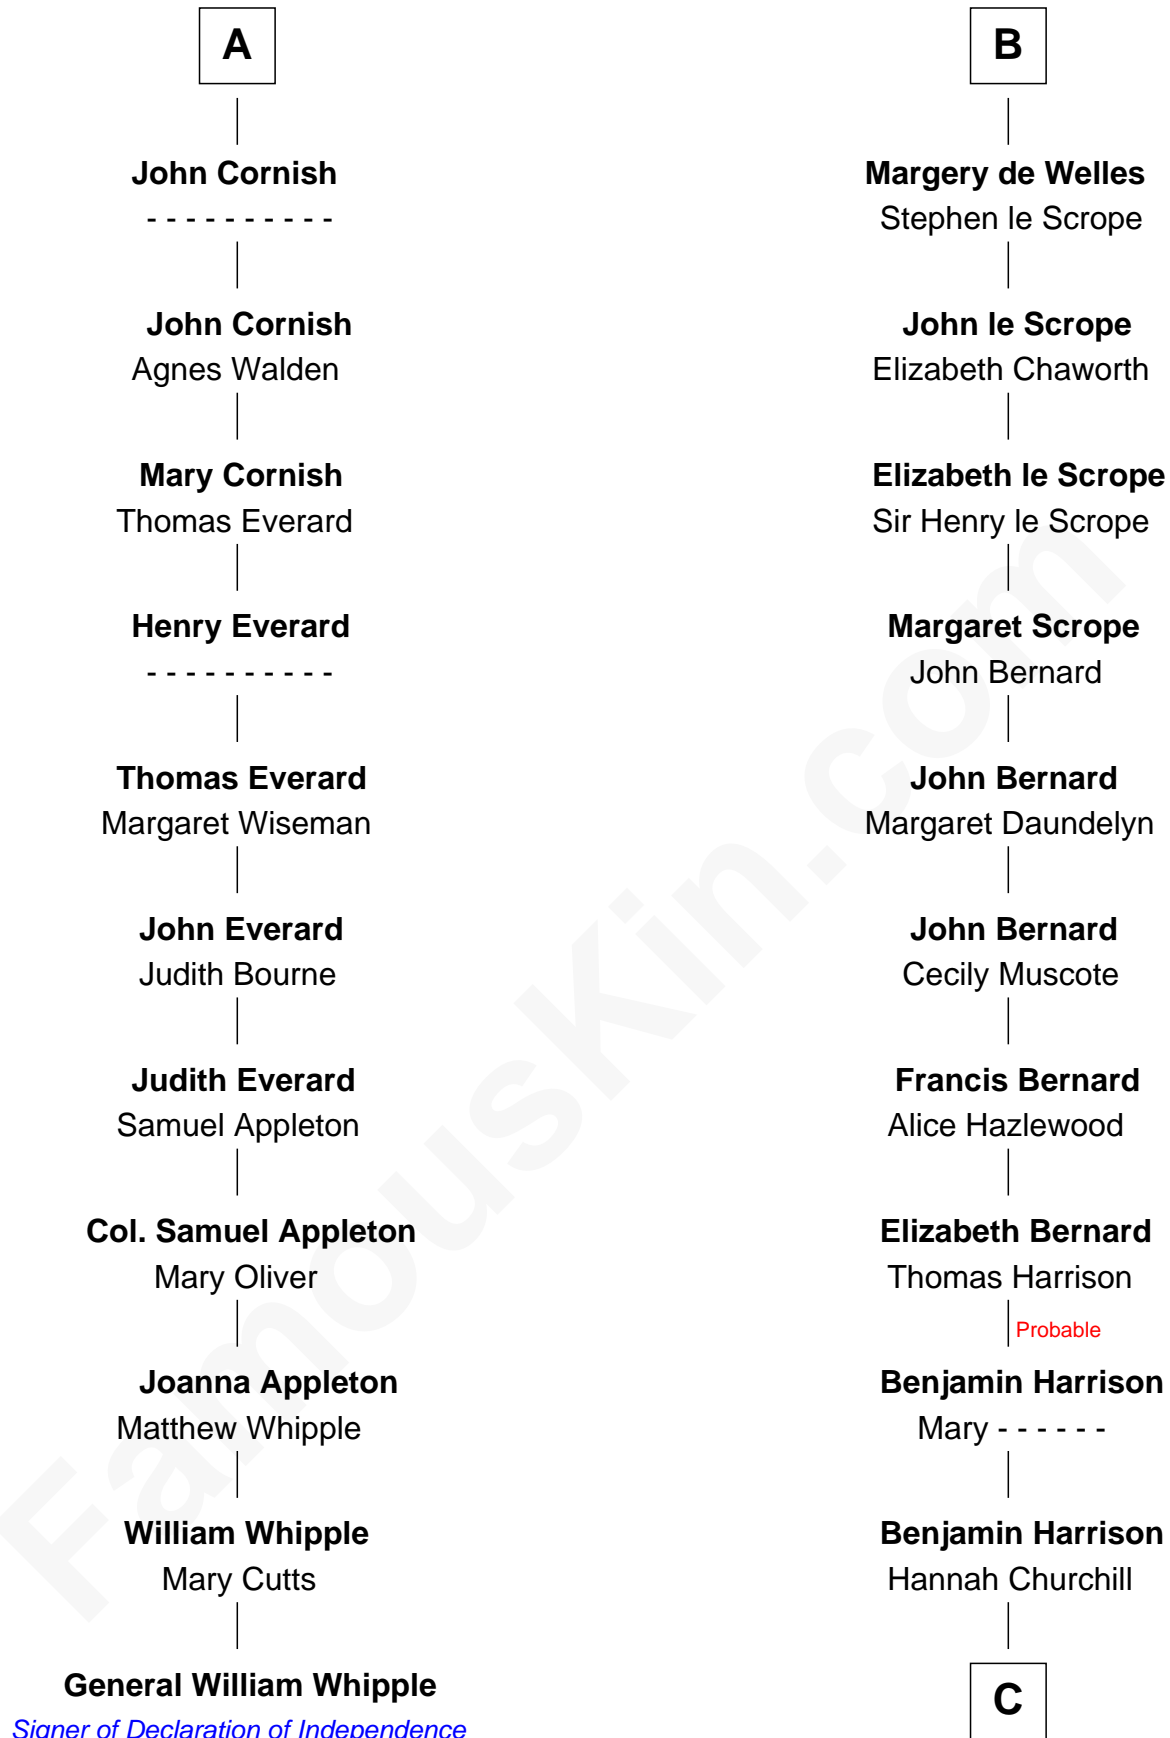 A
John Cornish
- - - - - - - - - -
John Cornish
Agnes Walden
Mary Cornish
Thomas Everard
Henry Everard
- - - - - - - - - -
Thomas Everard
Margaret Wiseman
John Everard
Judith Bourne
Judith Everard
Samuel Appleton
Col. Samuel Appleton
Mary Oliver
Joanna Appleton
Matthew Whipple
William Whipple
Mary Cutts
General William Whipple
Signer of Declaration of Independence
B
Margery de Welles
Stephen le Scrope
John le Scrope
Elizabeth Chaworth
Elizabeth le Scrope
Sir Henry le Scrope
Margaret Scrope
John Bernard
John Bernard
Margaret Daundelyn
John Bernard
Cecily Muscote
Francis Bernard
Alice Hazlewood
Elizabeth Bernard
Thomas Harrison
Probable
Benjamin Harrison
Mary - - - - - -
Benjamin Harrison
Hannah Churchill
C
FamousKin.com